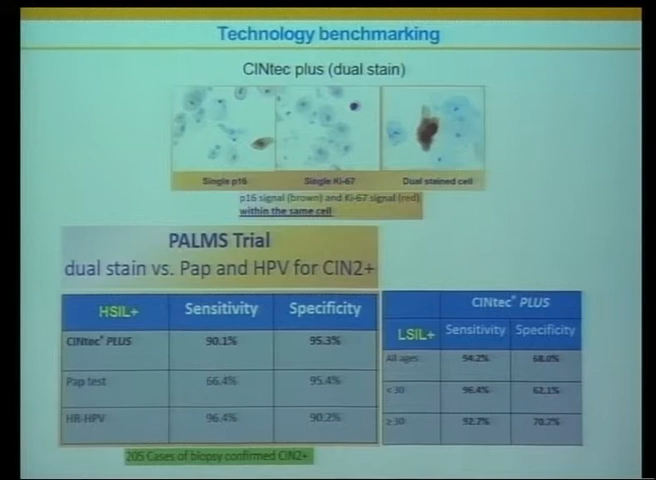 Technology benchmarking
CINtec plus (dual stain)
Single p16 Single Ki-67 Dual stained cell
p16 signal (brown) and Ki-67 signal (red)
within the same cell
PALMS Trial
dual stain vs. Pap and HPV for CIN2+
HSIL+ Sensitivity Specificity
CINtec® PLUS 90.1% 95.3%
Pap test 66.4% 95.4%
HR-HPV 96.4% 90.2%
CINtec® PLUS
LSIL+ Sensitivity Specificity
All ages 94.2% 68.0%
<30 96.4% 62.1%
≥30 92.7% 70.2%
205 Cases of biopsy confirmed CIN2+